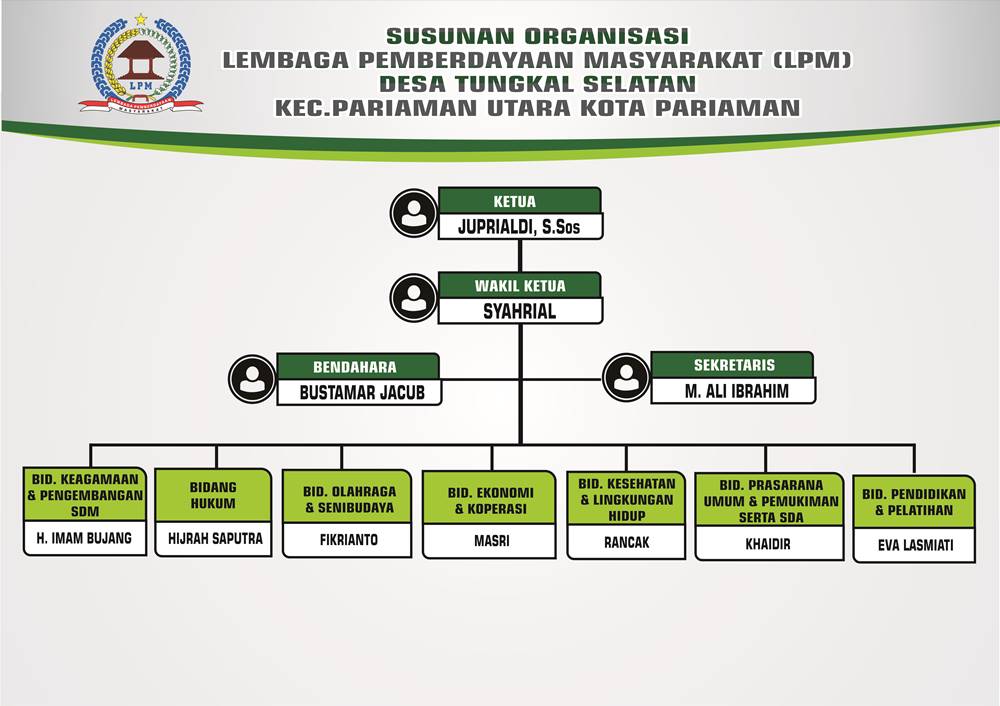 SUSUNAN ORGANISASI
LEMBAGA PEMBERDAYAAN MASYARAKAT (LPM)
DESA TUNGKAL SELATAN
KEC.PARIAMAN UTARA KOTA PARIAMAN
LPM
LEMBAGA PEMBERDAYAAN
MASYARAKAT
KETUA
JUPRIALDI, S.Sos
WAKIL KETUA
SYAHRIAL
BENDAHARA
BUSTAMAR JACUB
SEKRETARIS
M. ALI IBRAHIM
BID. KEAGAMAAN
& PENGEMBANGAN
SDM
H. IMAM BUJANG
BIDANG
HUKUM
HIJRAH SAPUTRA
BID. OLAHRAGA
& SENIBUDAYA
FIKRIANTO
BID. EKONOMI
& KOPERASI
MASRI
BID. KESEHATAN
& LINGKUNGAN
HIDUP
RANCAK
BID. PRASARANA
UMUM & PEMUKIMAN
SERTA SDA
KHAIDIR
BID. PENDIDIKAN
& PELATIHAN
EVA LASMIATI